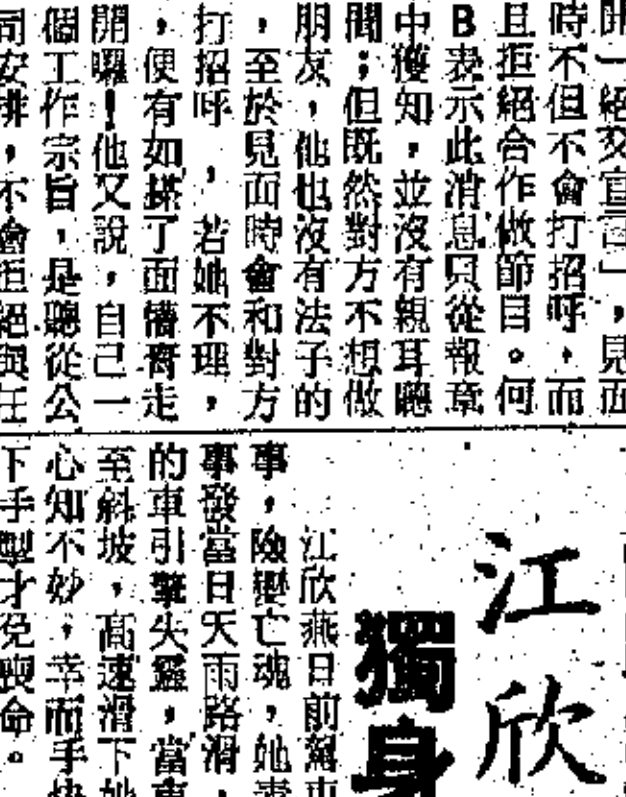 開一絕交宣言」，見面
時不但不會打招呼，而
且拒絕合作做節目。何
B表示此消息只從報章
中獲知，並沒有親耳聽
聞；但既然對方不想做
朋友，他也沒有法子的
，至於見面時會和對方
打招呼，若她不理，
，便有如搽了面懵膏走
開囉！他又說，自己一
個工作宗旨，是聽從公
司安排，不會拒絕與任
江欣
獨身
江欣燕日前駕車
事，險變亡魂，她
事發當日天雨路滑，
的車引擎失靈，當車
至斜坡，高速滑下她
心知不妙，幸而手快
下手掣才免喪命。